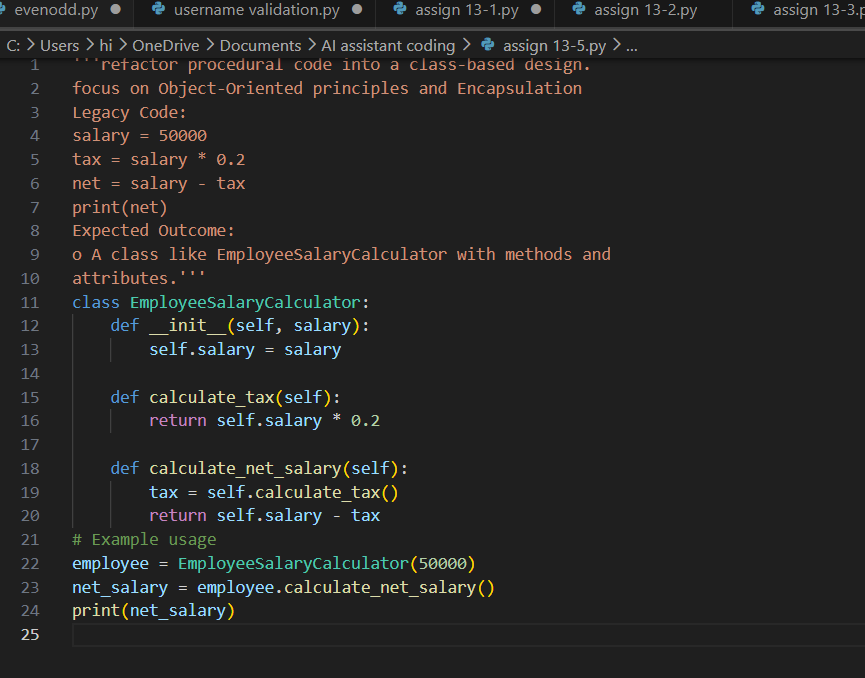 evenodd.py username validation.py assign 13-1.py assign 13-2.py assign 13-3.p
C: > Users > hi > OneDrive > Documents > AI assistant coding > assign 13-5.py > ...
1 '''refactor procedural code into a class-based design.
2 focus on Object-Oriented principles and Encapsulation
3 Legacy Code:
4 salary = 50000
5 tax = salary * 0.2
6 net = salary - tax
7 print(net)
8 Expected Outcome:
9 o A class like EmployeeSalaryCalculator with methods and
10 attributes.'''
11 class EmployeeSalaryCalculator:
12     def __init__(self, salary):
13         self.salary = salary
14
15     def calculate_tax(self):
16         return self.salary * 0.2
17
18     def calculate_net_salary(self):
19         tax = self.calculate_tax()
20         return self.salary - tax
21 # Example usage
22 employee = EmployeeSalaryCalculator(50000)
23 net_salary = employee.calculate_net_salary()
24 print(net_salary)
25